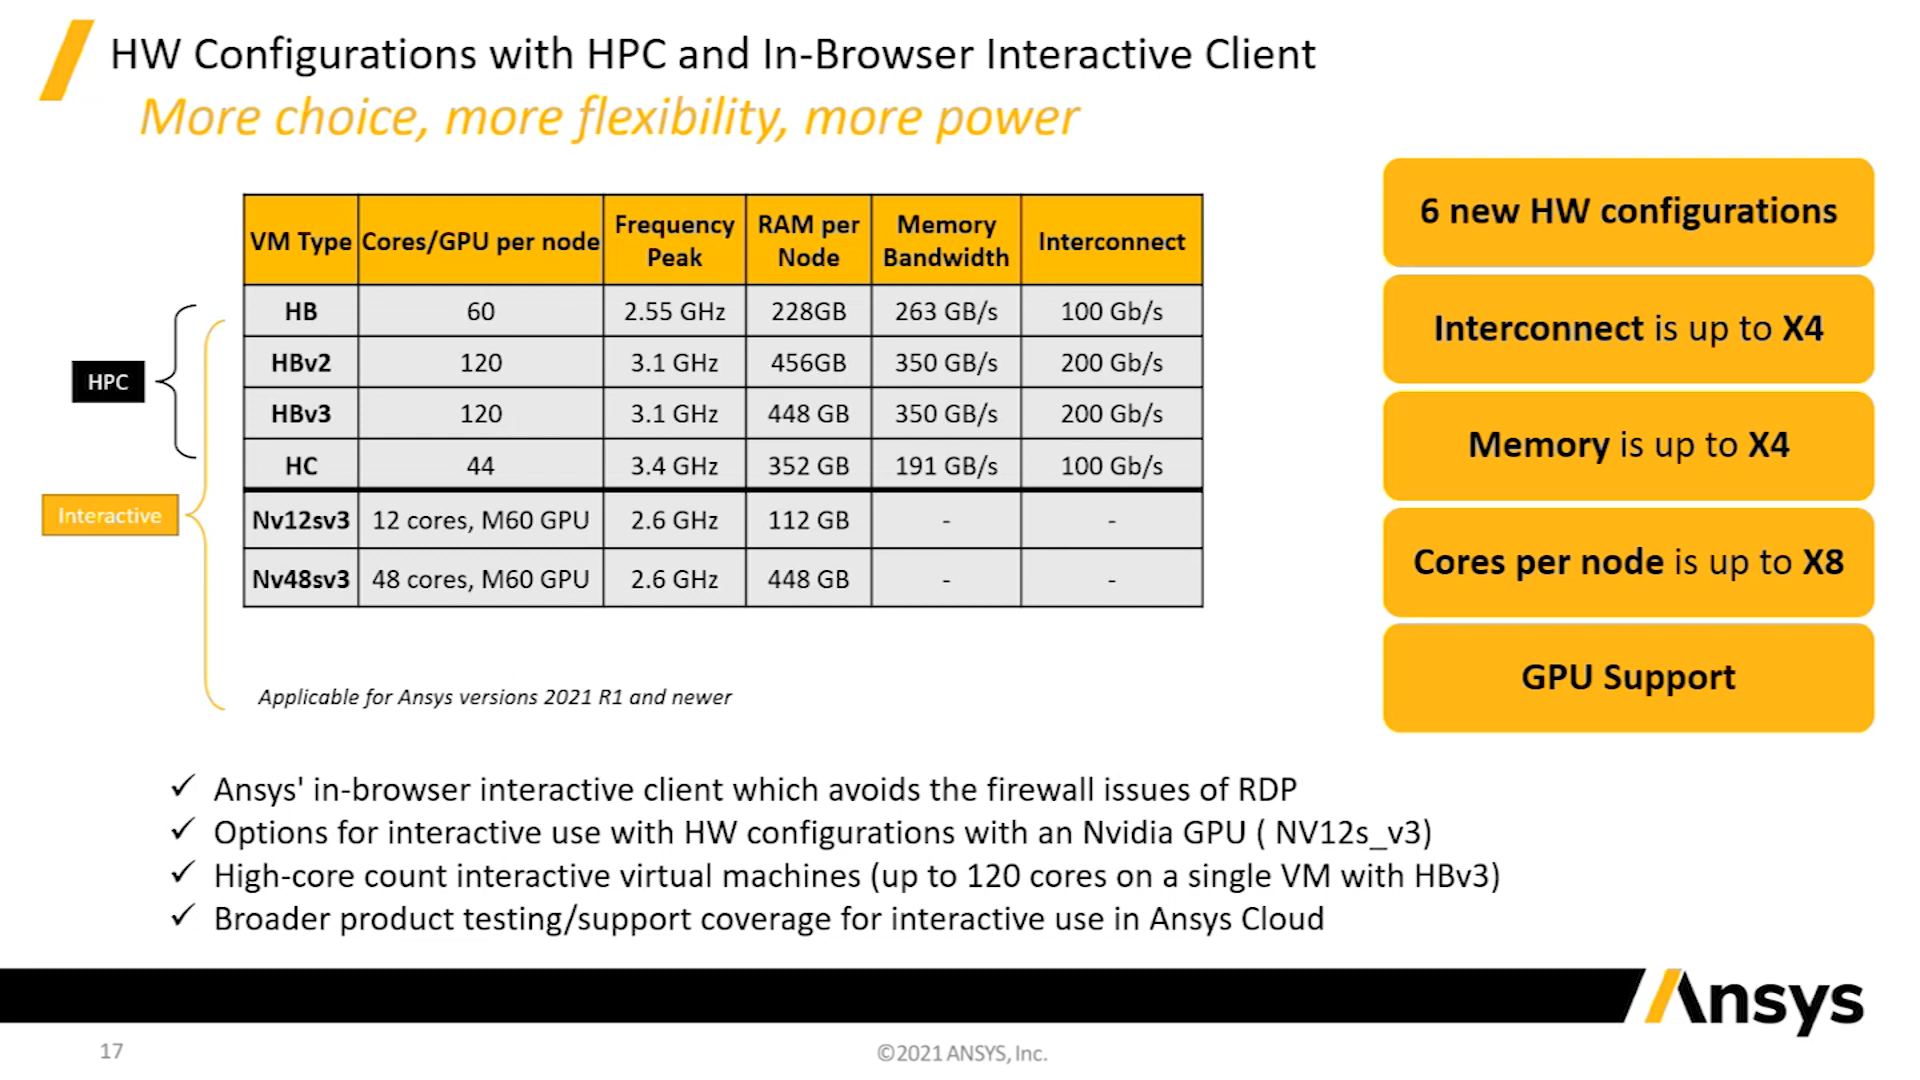 HW Configurations with HPC and In-Browser Interactive Client
More choice, more flexibility, more power
VM Type Cores/GPU per node Frequency Peak RAM per Node Memory Bandwidth Interconnect
HB 60 2.55 GHz 228GB 263 GB/s 100 Gb/s
HBv2 120 3.1 GHz 456GB 350 GB/s 200 Gb/s
HBv3 120 3.1 GHz 448 GB 350 GB/s 200 Gb/s
HC 44 3.4 GHz 352 GB 191 GB/s 100 Gb/s
Nv12sv3 12 cores, M60 GPU 2.6 GHz 112 GB - -
Nv48sv3 48 cores, M60 GPU 2.6 GHz 448 GB - -
HPC
Interactive
Applicable for Ansys versions 2021 R1 and newer
6 new HW configurations
Interconnect is up to X4
Memory is up to X4
Cores per node is up to X8
GPU Support
✓ Ansys' in-browser interactive client which avoids the firewall issues of RDP
✓ Options for interactive use with HW configurations with an Nvidia GPU ( NV12s_v3)
✓ High-core count interactive virtual machines (up to 120 cores on a single VM with HBv3)
✓ Broader product testing/support coverage for interactive use in Ansys Cloud
Ansys
17
©2021 ANSYS, Inc.